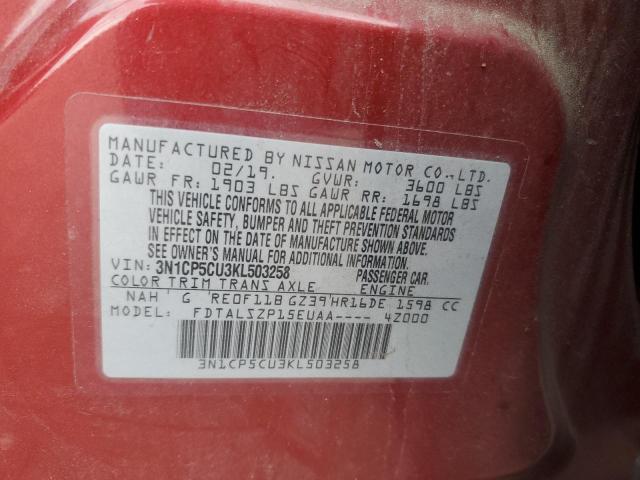 MANUFACTURED BY NISSAN MOTOR CO.,LTD.
DATE: 02/19. GVWR: 3600 LBS
GAWR FR: 1903 LBS GAWR RR: 1698 LBS
THIS VEHICLE CONFORMS TO ALL APPLICABLE FEDERAL MOTOR
VEHICLE SAFETY, BUMPER AND THEFT PREVENTION STANDARDS
IN EFFECT ON THE DATE OF MANUFACTURE SHOWN ABOVE.
SEE OWNER'S MANUAL FOR ADDITIONAL INFORMATION
VIN: 3N1CP5CU3KL503258 PASSENGER CAR.
COLOR TRIM TRANS AXLE ENGINE
NAH G RE0F11B GZ39 HR16DE 1598 CC
MODEL: FDTALSZP15EUAA---- 4Z000
3N1CP5CU3KL503258